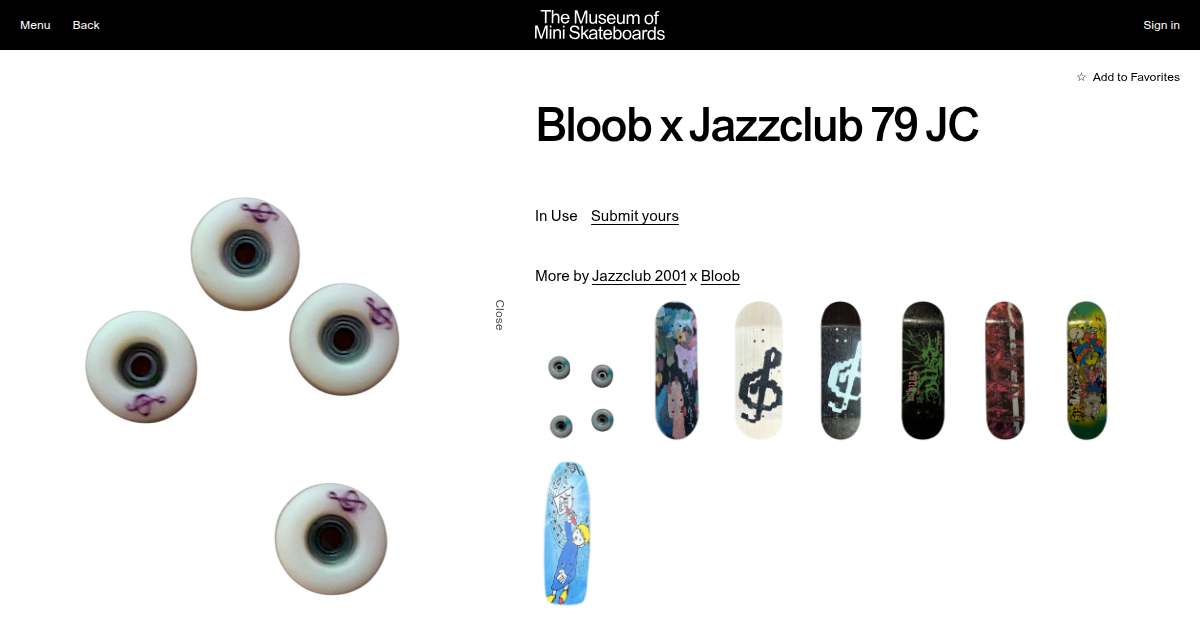 Menu
Back
The Museum of
Mini Skateboards
Sign in
☆ Add to Favorites
Bloob x Jazzclub 79 JC
In Use Submit yours
More by Jazzclub 2001 x Bloob
Close